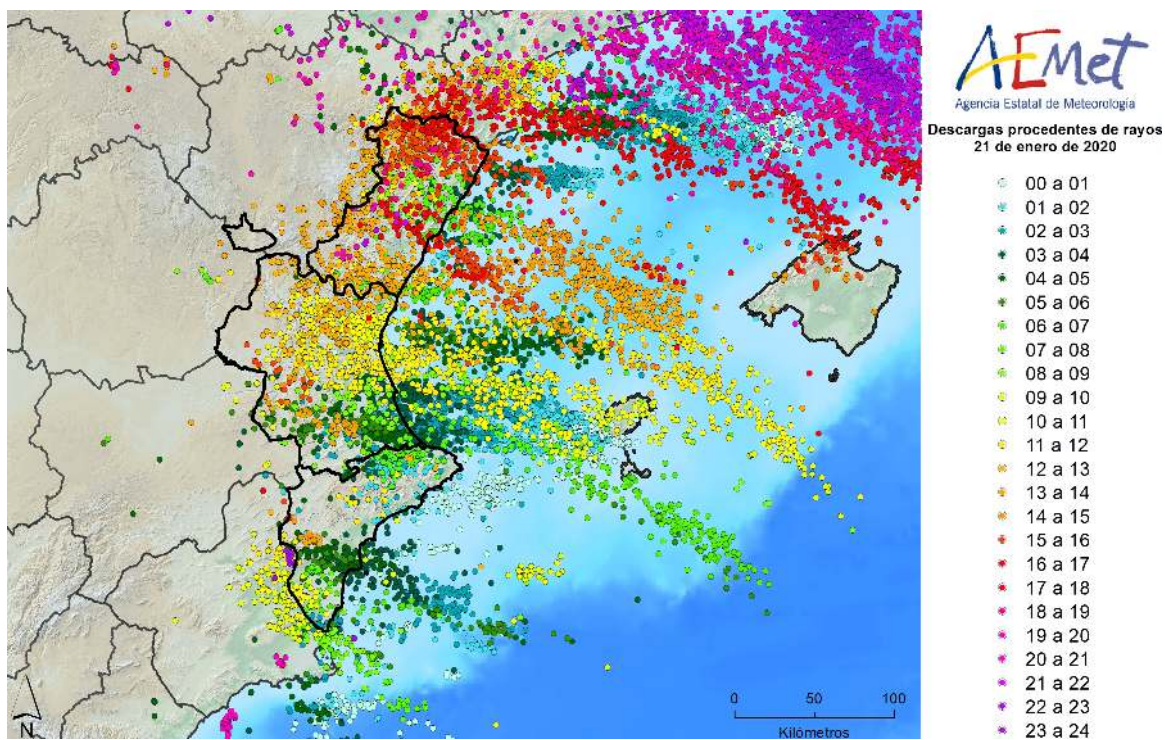 AEMet
Agencia Estatal de Meteorología
Descargas procedentes de rayos
21 de enero de 2020
00 a 01
01 a 02
02 a 03
03 a 04
04 a 05
05 a 06
06 a 07
07 a 08
08 a 09
09 a 10
10 a 11
11 a 12
12 a 13
13 a 14
14 a 15
15 a 16
16 a 17
17 a 18
18 a 19
19 a 20
20 a 21
21 a 22
22 a 23
23 a 24
0 50 100
Kilómetros
N